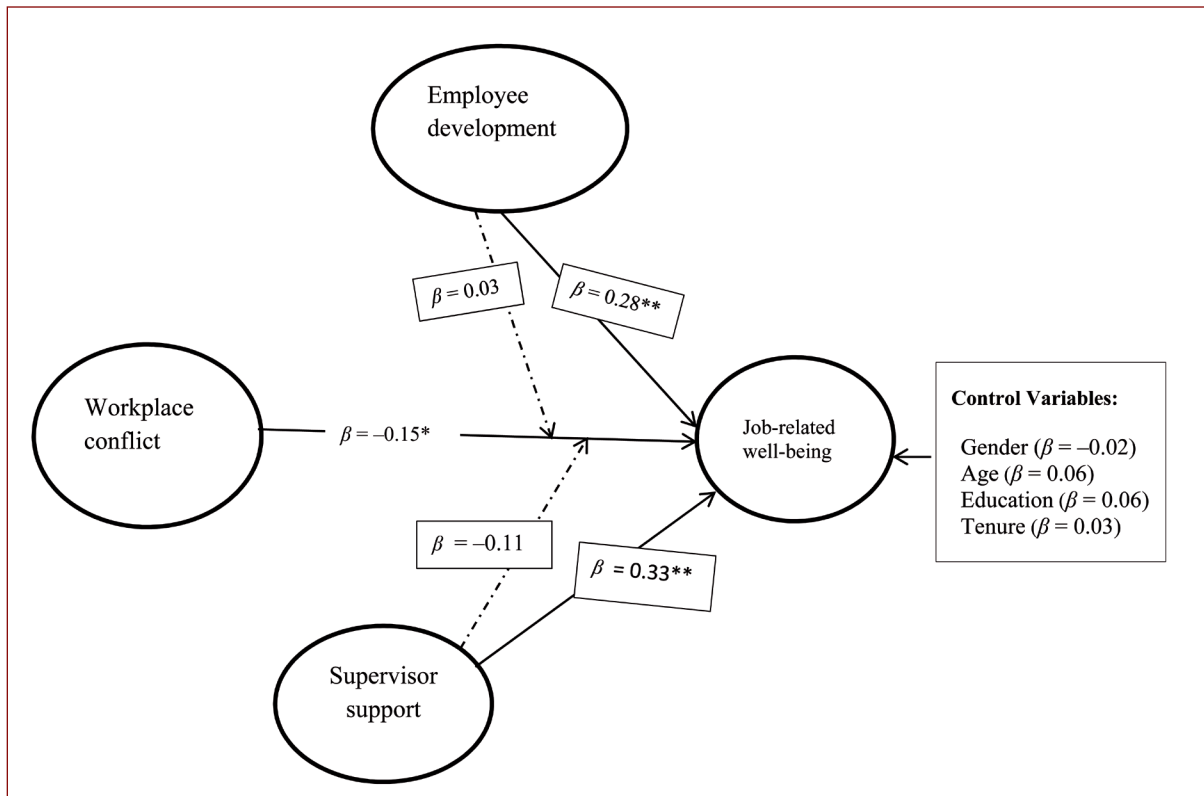 Employee
development
β = 0.03
β = 0.28**
Workplace
conflict
β = –0.15*
Job-related
well-being
Control Variables:
Gender (β = –0.02)
Age (β = 0.06)
Education (β = 0.06)
Tenure (β = 0.03)
β = –0.11
β = 0.33**
Supervisor
support